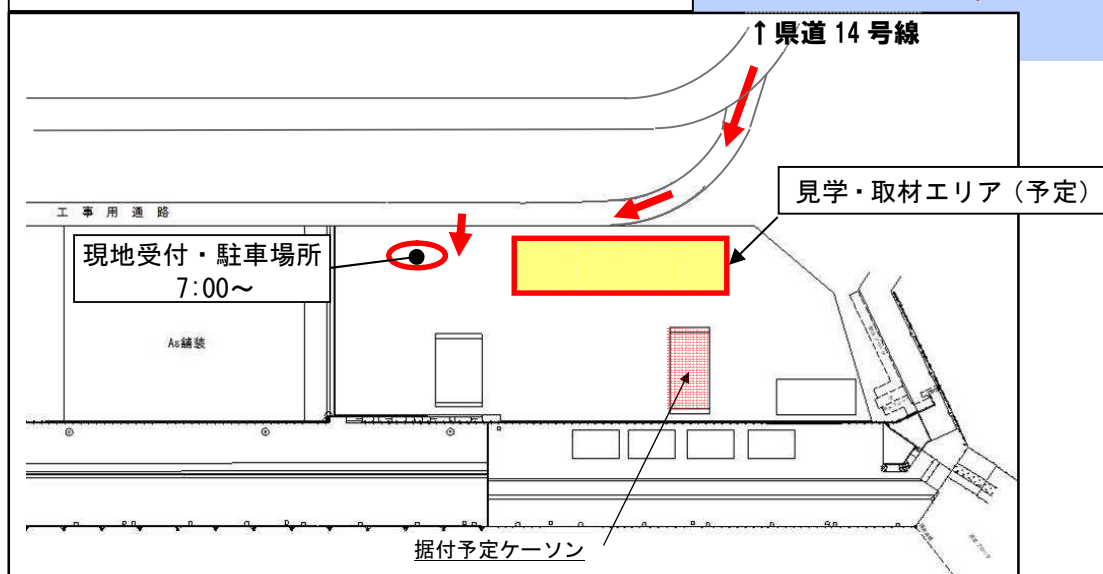 ↑県道 14 号線
見学・取材エリア（予定）
工事用通路
現地受付・駐車場所
7:00～
As舗装
据付予定ケーソン